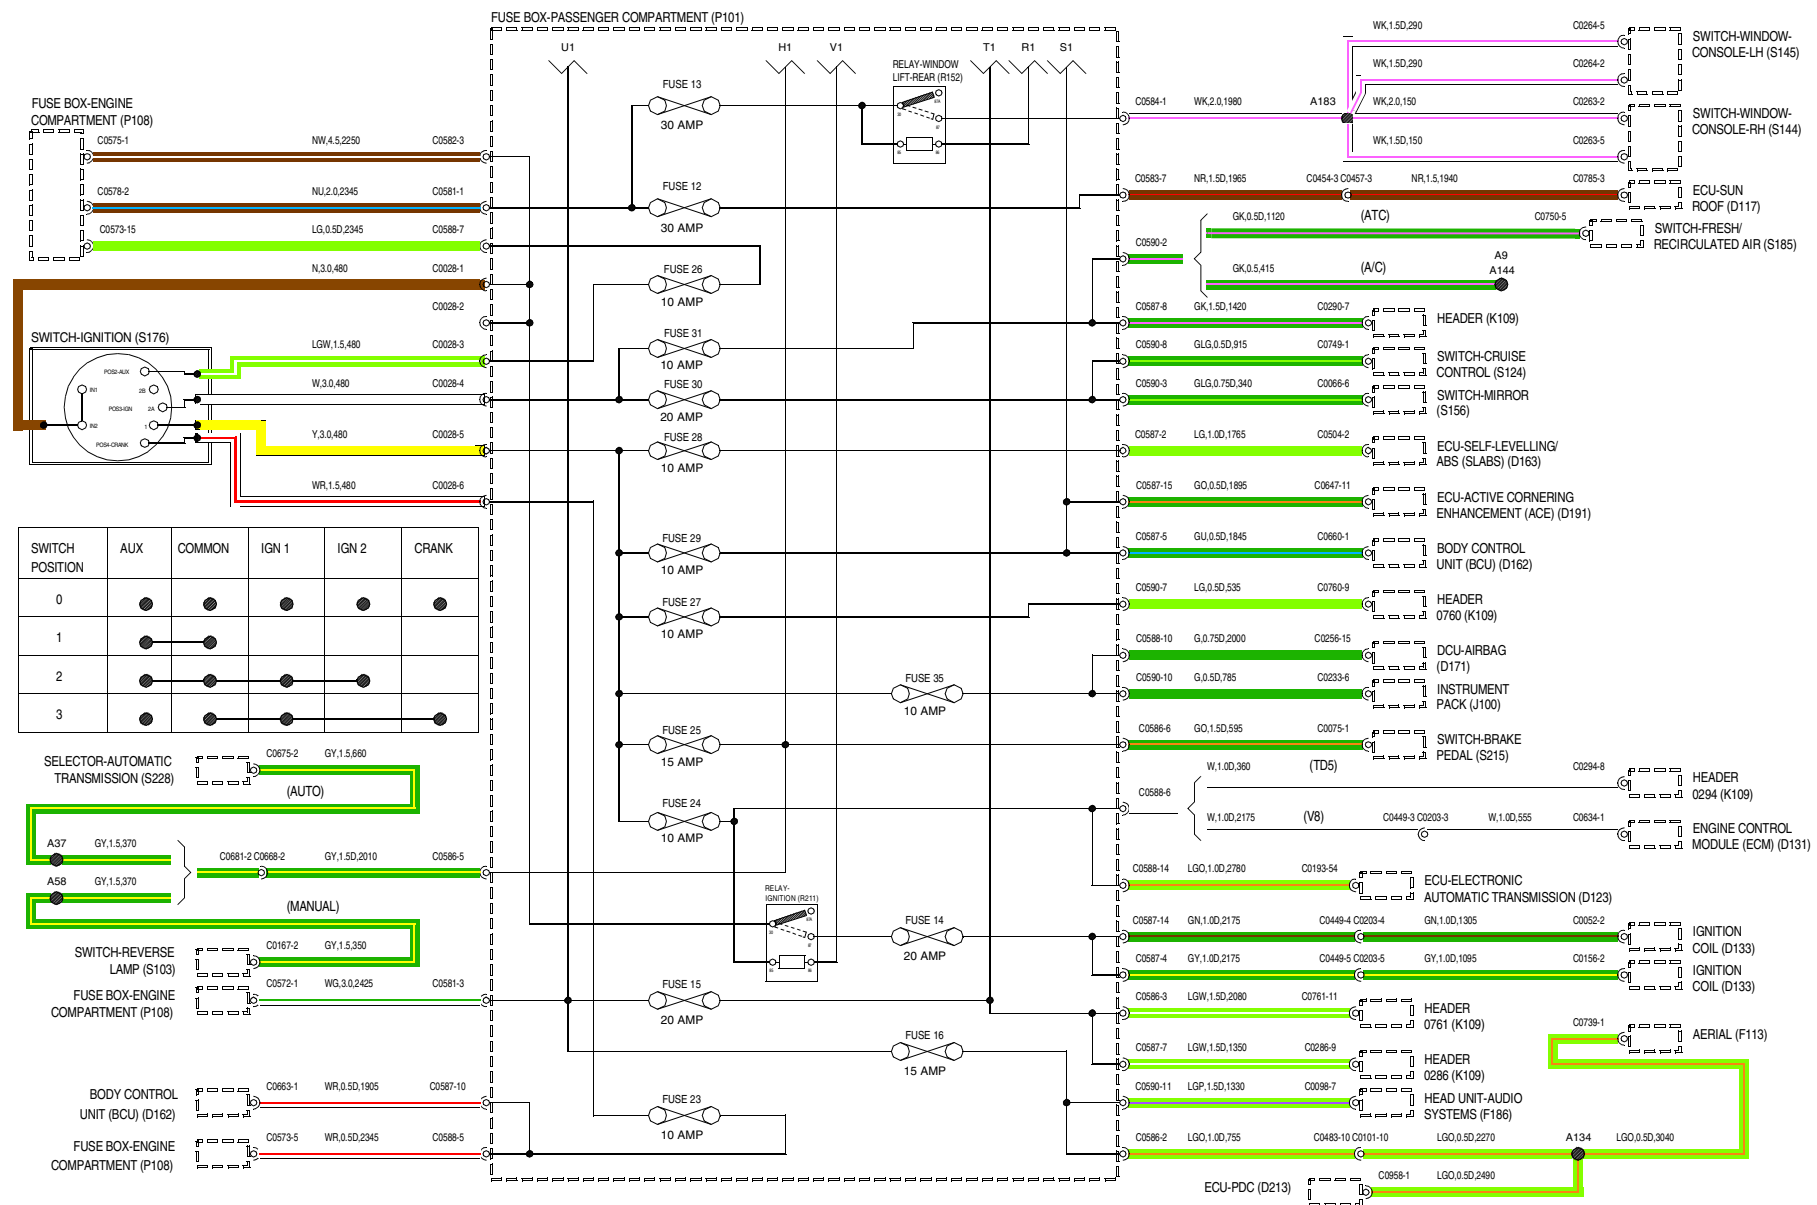 FUSE BOX-PASSENGER COMPARTMENT (P101)
U1
H1
V1
T1
R1
S1
FUSE BOX-ENGINE
COMPARTMENT (P108)
C0575-1
NW,4.5,2250
C0582-3
C0578-2
NU,2.0,2345
C0581-1
C0573-15
LG,0.5D,2345
C0588-7
N,3.0,480
C0028-1
C0028-2
SWITCH-IGNITION (S176)
LGW,1.5,480
C0028-3
W,3.0,480
C0028-4
Y,3.0,480
C0028-5
WR,1.5,480
C0028-6
POS2-AUX
IN1
2B
POS3-IGN
2A
IN2
1
POS4-CRANK
SWITCH
POSITION
AUX
COMMON
IGN 1
IGN 2
CRANK
0
1
2
3
SELECTOR-AUTOMATIC
TRANSMISSION (S228)
C0675-2
GY,1.5,660
(AUTO)
A37
GY,1.5,370
A58
GY,1.5,370
C0681-2 C0668-2
GY,1.5D,2010
C0586-5
(MANUAL)
SWITCH-REVERSE
LAMP (S103)
C0167-2
GY,1.5,350
FUSE BOX-ENGINE
COMPARTMENT (P108)
C0572-1
WG,3.0,2425
C0581-3
BODY CONTROL
UNIT (BCU) (D162)
C0663-1
WR,0.5D,1905
C0587-10
FUSE BOX-ENGINE
COMPARTMENT (P108)
C0573-5
WR,0.5D,2345
C0588-5
FUSE 13
30 AMP
RELAY-WINDOW
LIFT-REAR (R152)
FUSE 12
30 AMP
FUSE 26
10 AMP
FUSE 31
10 AMP
FUSE 30
20 AMP
FUSE 28
10 AMP
FUSE 29
10 AMP
FUSE 27
10 AMP
FUSE 35
10 AMP
FUSE 25
15 AMP
FUSE 24
10 AMP
RELAY-
IGNITION (R211)
FUSE 14
20 AMP
FUSE 15
20 AMP
FUSE 16
15 AMP
FUSE 23
10 AMP
WK,1.5D,290
C0264-5
SWITCH-WINDOW-
CONSOLE-LH (S145)
WK,1.5D,290
C0264-2
C0584-1
WK,2.0,1980
A183
WK,2.0,150
C0263-2
SWITCH-WINDOW-
CONSOLE-RH (S144)
WK,1.5D,150
C0263-5
C0583-7
NR,1.5D,1965
C0454-3 C0457-3
NR,1.5,1940
C0785-3
ECU-SUN
ROOF (D117)
C0590-2
GK,0.5D,1120
(ATC)
C0750-5
SWITCH-FRESH/
RECIRCULATED AIR (S185)
GK,0.5,415
(A/C)
A9
A144
C0587-8
GK,1.5D,1420
C0290-7
HEADER (K109)
C0590-8
GLG,0.5D,915
C0749-1
SWITCH-CRUISE
CONTROL (S124)
C0590-3
GLG,0.75D,340
C0066-6
SWITCH-MIRROR
(S156)
C0587-2
LG,1.0D,1765
C0504-2
ECU-SELF-LEVELLING/
ABS (SLABS) (D163)
C0587-15
GO,0.5D,1895
C0647-11
ECU-ACTIVE CORNERING
ENHANCEMENT (ACE) (D191)
C0587-5
GU,0.5D,1845
C0660-1
BODY CONTROL
UNIT (BCU) (D162)
C0590-7
LG,0.5D,535
C0760-9
HEADER
0760 (K109)
C0588-10
G,0.75D,2000
C0256-15
DCU-AIRBAG
(D171)
C0590-10
G,0.5D,785
C0233-6
INSTRUMENT
PACK (J100)
C0586-6
GO,1.5D,595
C0075-1
SWITCH-BRAKE
PEDAL (S215)
C0588-6
W,1.0D,360
(TD5)
C0294-8
HEADER
0294 (K109)
W,1.0D,2175
(V8)
C0449-3 C0203-3
W,1.0D,555
C0634-1
ENGINE CONTROL
MODULE (ECM) (D131)
C0588-14
LGO,1.0D,2780
C0193-54
ECU-ELECTRONIC
AUTOMATIC TRANSMISSION (D123)
C0587-14
GN,1.0D,2175
C0449-4 C0203-4
GN,1.0D,1305
C0052-2
IGNITION
COIL (D133)
C0587-4
GY,1.0D,2175
C0449-5 C0203-5
GY,1.0D,1095
C0156-2
IGNITION
COIL (D133)
C0586-3
LGW,1.5D,2080
C0761-11
HEADER
0761 (K109)
C0587-7
LGW,1.5D,1350
C0286-9
HEADER
0286 (K109)
C0590-11
LGP,1.5D,1330
C0098-7
HEAD UNIT-AUDIO
SYSTEMS (F186)
C0739-1
AERIAL (F113)
C0586-2
LGO,1.0D,755
C0483-10 C0101-10
LGO,0.5D,2270
A134
LGO,0.5D,3040
ECU-PDC (D213)
C0958-1
LGO,0.5D,2490